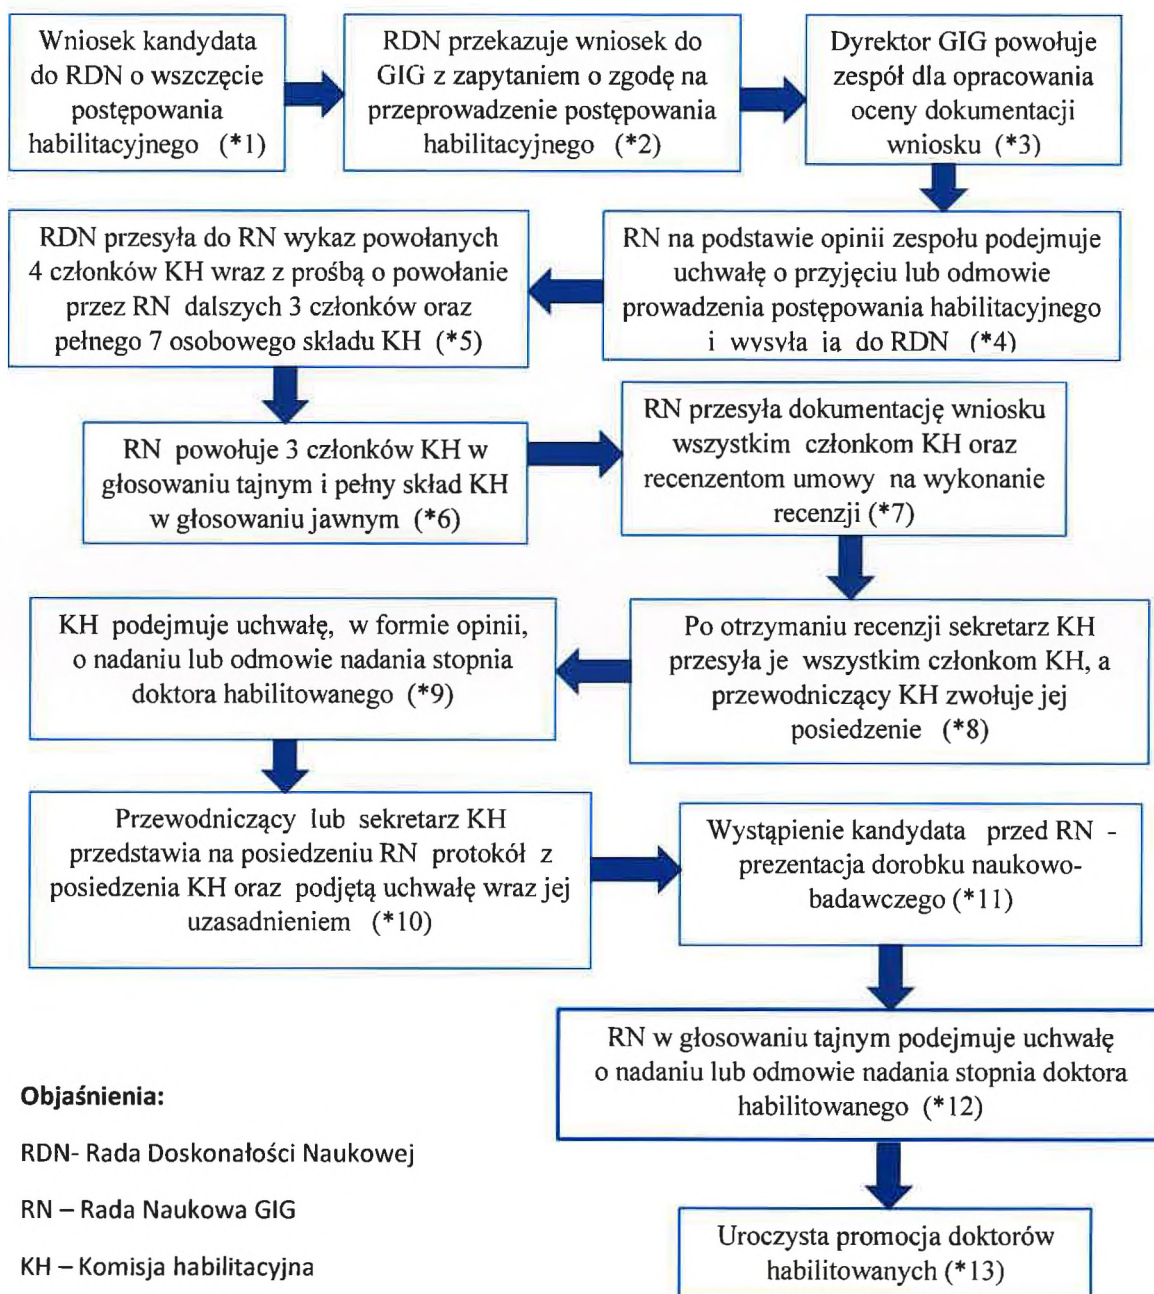 Wniosek kandydata
do RDN o wszczęcie
postępowania
habilitacyjnego (*1)
RDN przekazuje wniosek do
GIG z zapytaniem o zgodę na
przeprowadzenie postępowania
habilitacyjnego (*2)
Dyrektor GIG powołuje
zespół dla opracowania
oceny dokumentacji
wniosku (*3)
RN na podstawie opinii zespołu podejmuje
uchwałę o przyjęciu lub odmowie
prowadzenia postępowania habilitacyjnego
i wysyła ją do RDN (*4)
RDN przesyła do RN wykaz powołanych
4 członków KH wraz z prośbą o powołanie
przez RN dalszych 3 członków oraz
pełnego 7 osobowego składu KH (*5)
RN powołuje 3 członków KH w
głosowaniu tajnym i pełny skład KH
w głosowaniu jawnym (*6)
RN przesyła dokumentację wniosku
wszystkim członkom KH oraz
recenzentom umowy na wykonanie
recenzji (*7)
Po otrzymaniu recenzji sekretarz KH
przesyła je wszystkim członkom KH, a
przewodniczący KH zwołuje jej
posiedzenie (*8)
KH podejmuje uchwałę, w formie opinii,
o nadaniu lub odmowie nadania stopnia
doktora habilitowanego (*9)
Przewodniczący lub sekretarz KH
przedstawia na posiedzeniu RN protokół z
posiedzenia KH oraz podjętą uchwałę wraz jej
uzasadnieniem (*10)
Wystąpienie kandydata przed RN -
prezentacja dorobku naukowo-
badawczego (*11)
RN w głosowaniu tajnym podejmuje uchwałę
o nadaniu lub odmowie nadania stopnia doktora
habilitowanego (*12)
Uroczysta promocja doktorów
habilitowanych (*13)
Objaśnienia:
RDN- Rada Doskonałości Naukowej
RN – Rada Naukowa GIG
KH – Komisja habilitacyjna